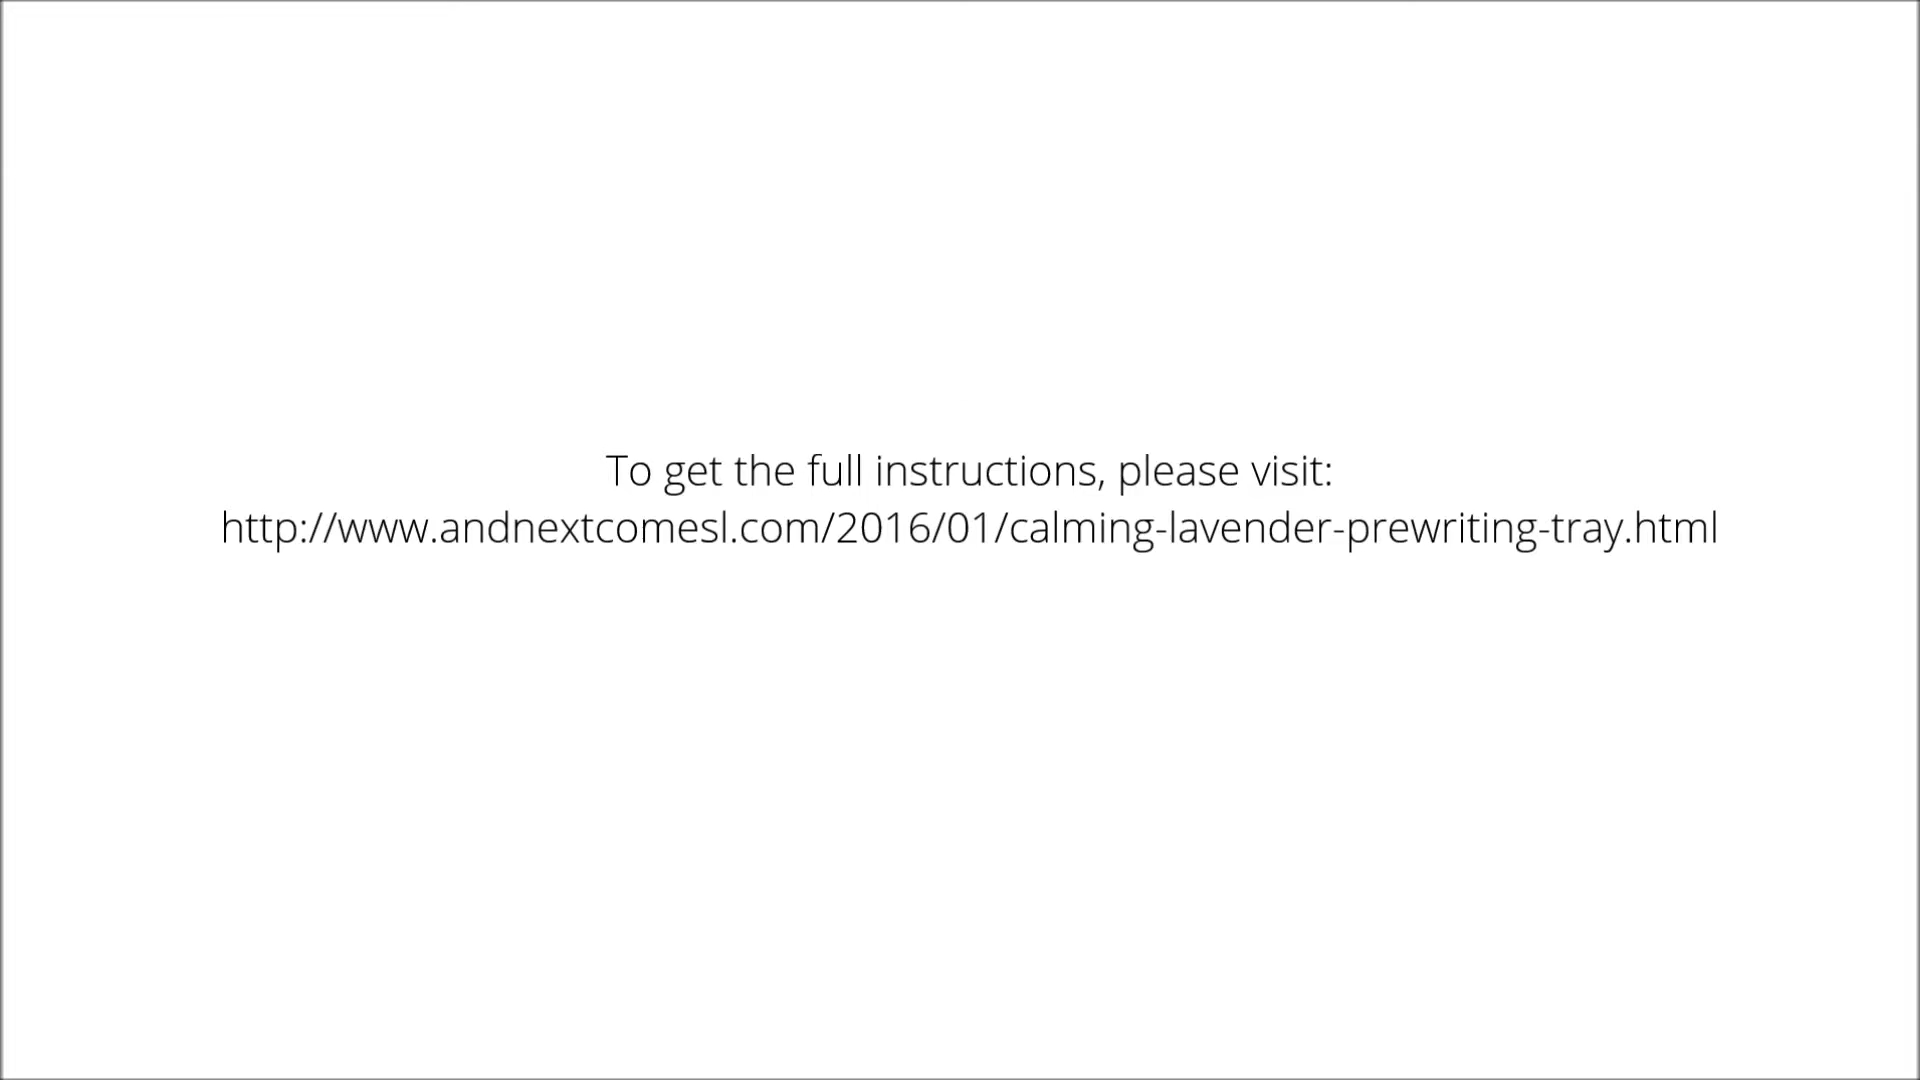 To get the full instructions, please visit:
http://www.andnextcomesl.com/2016/01/calming-lavender-prewriting-tray.html